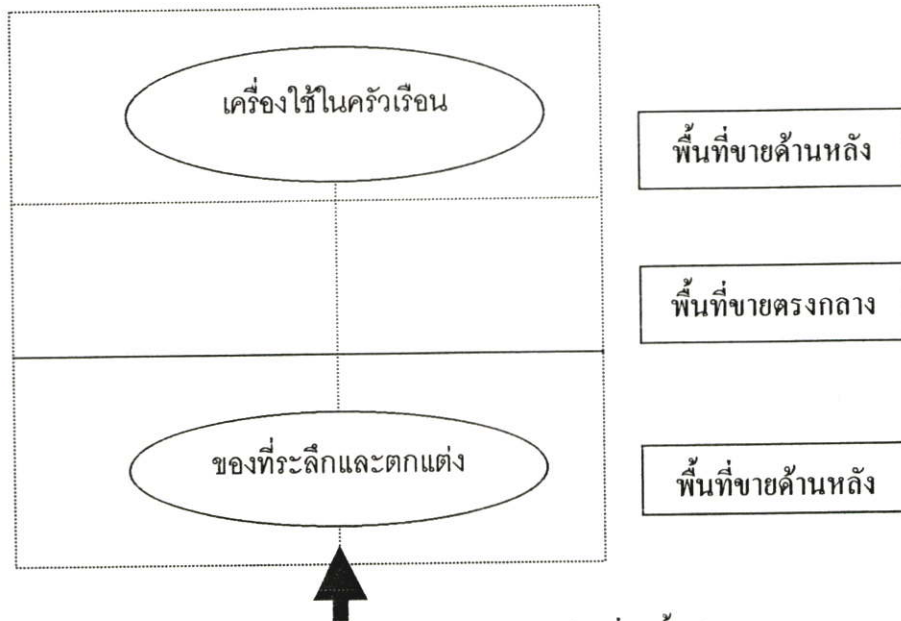 เครื่องใช้ในครัวเรือน
พื้นที่ขายด้านหลัง
พื้นที่ขายตรงกลาง
ของที่ระลึกและตกแต่ง
พื้นที่ขายด้านหลัง